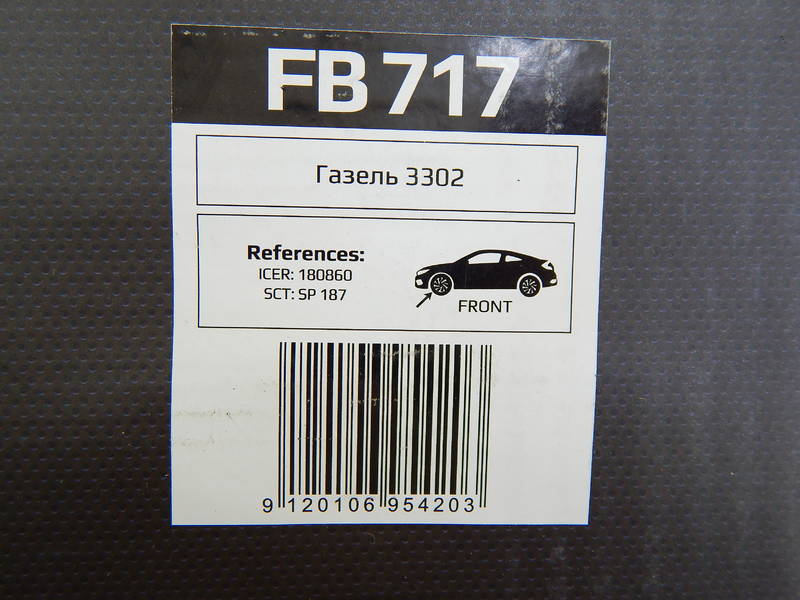 FB 717
Газель 3302
References:
ICER: 180860
SCT: SP 187
FRONT
9 120106 954203